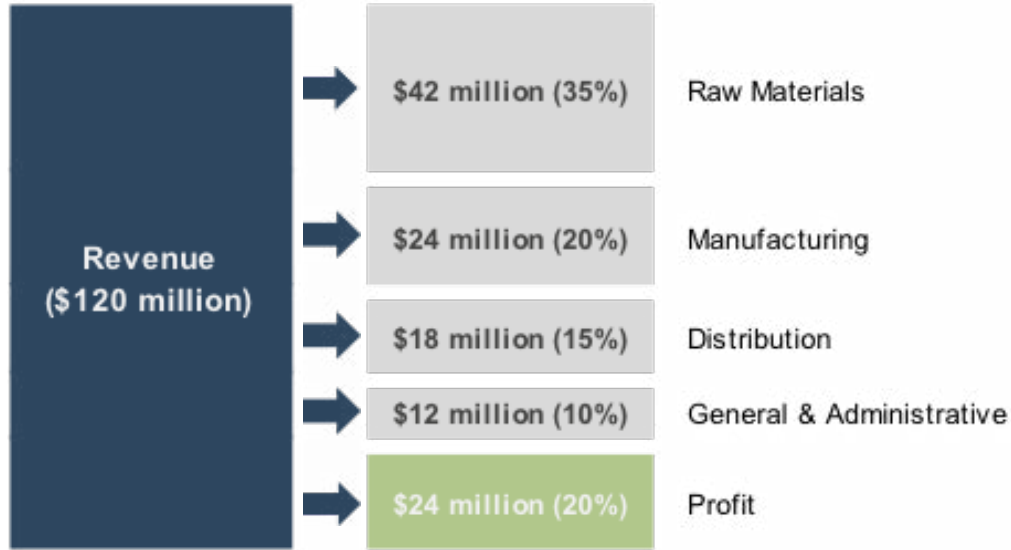 $42 million (35%) Raw Materials
$24 million (20%) Manufacturing
Revenue
($120 million)
$18 million (15%) Distribution
$12 million (10%) General & Administrative
$24 million (20%) Profit